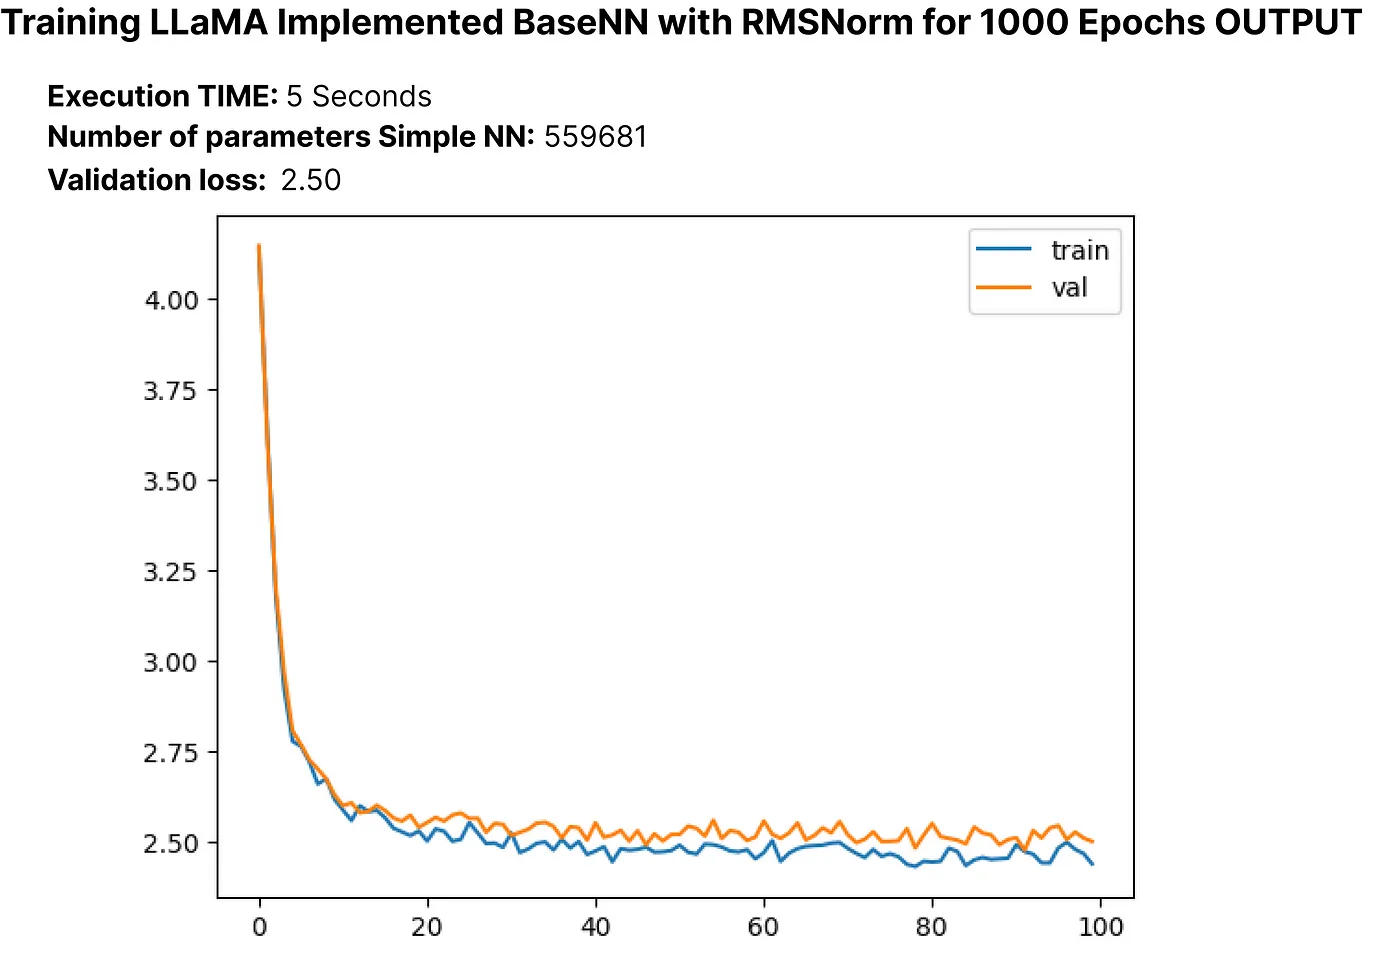 Training LLaMA Implemented BaseNN with RMSNorm for 1000 Epochs OUTPUT
Execution TIME: 5 Seconds
Number of parameters Simple NN: 559681
Validation loss: 2.50
train
val
4.00
3.75
3.50
3.25
3.00
2.75
2.50
0 20 40 60 80 100